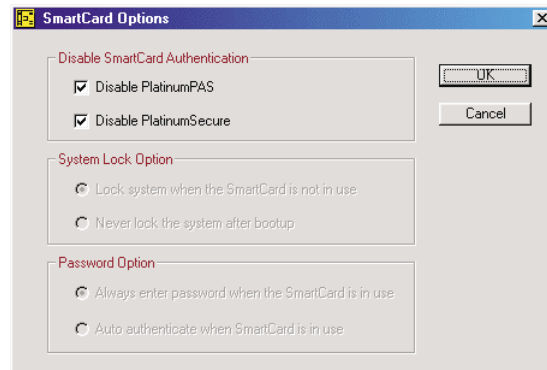 SmartCard Options
Disable SmartCard Authentication
Disable PlatinumPAS
Disable PlatinumSecure
OK
Cancel
System Lock Option
Lock system when the SmartCard is not in use
Never lock the system after bootup
Password Option
Always enter password when the SmartCard is in use
Auto authenticate when SmartCard is in use